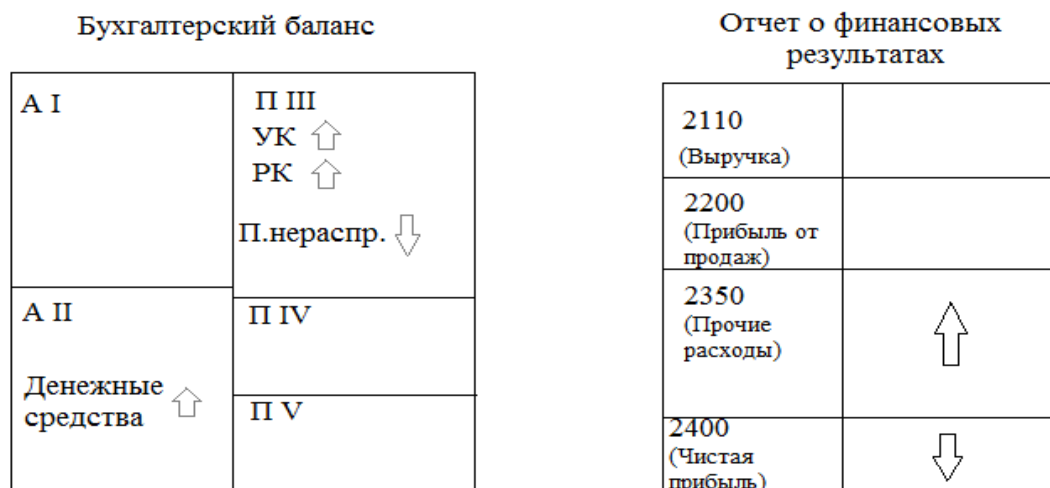 Бухгалтерский баланс
А I
П III
УК
РК
П.нераспр.
А II
Денежные
средства
П IV
П V
Отчет о финансовых
результатах
2110
(Выручка)
2200
(Прибыль от
продаж)
2350
(Прочие
расходы)
2400
(Чистая
прибыль)